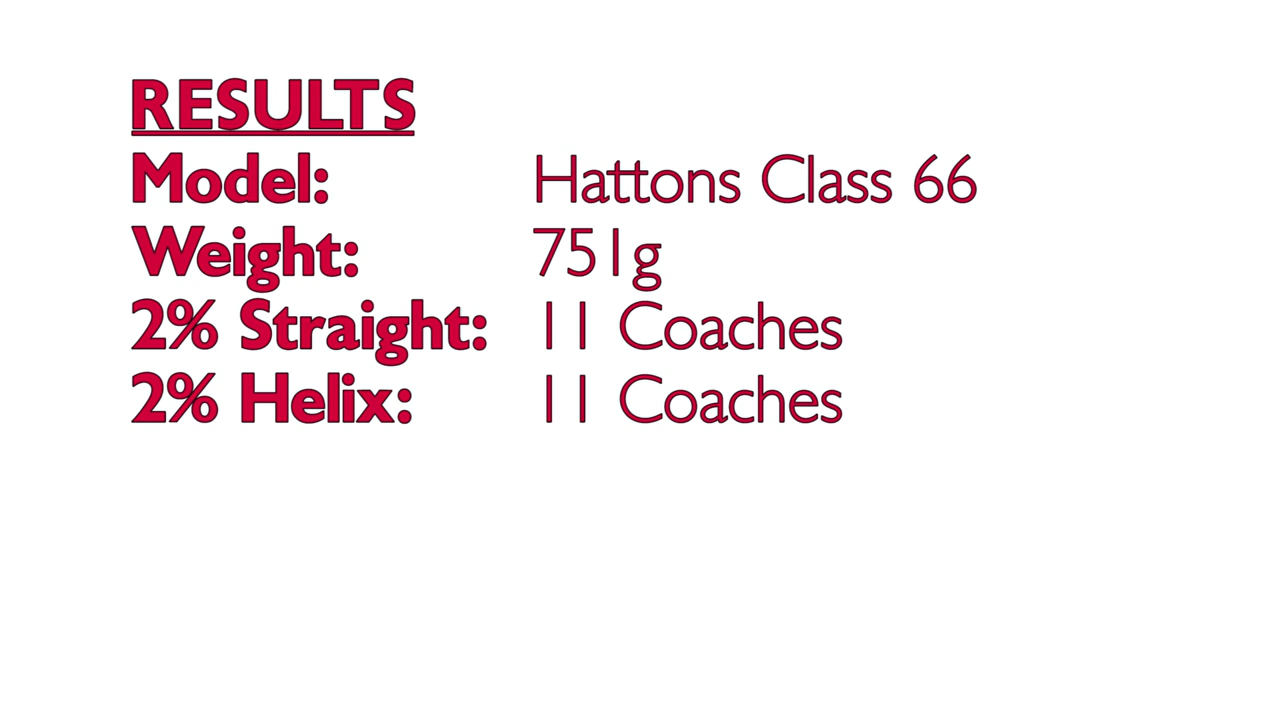 RESULTS
Model: Hattons Class 66
Weight: 751g
2% Straight: 11 Coaches
2% Helix: 11 Coaches